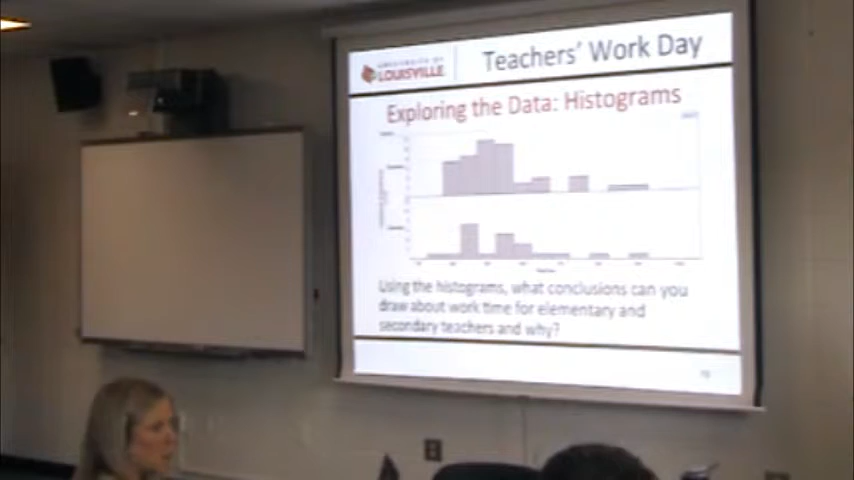 UNIVERSITY OF
LOUISVILLE
Teachers' Work Day
Exploring the Data: Histograms
Using the histograms, what conclusions can you
draw about work time for elementary and
secondary teachers and why?